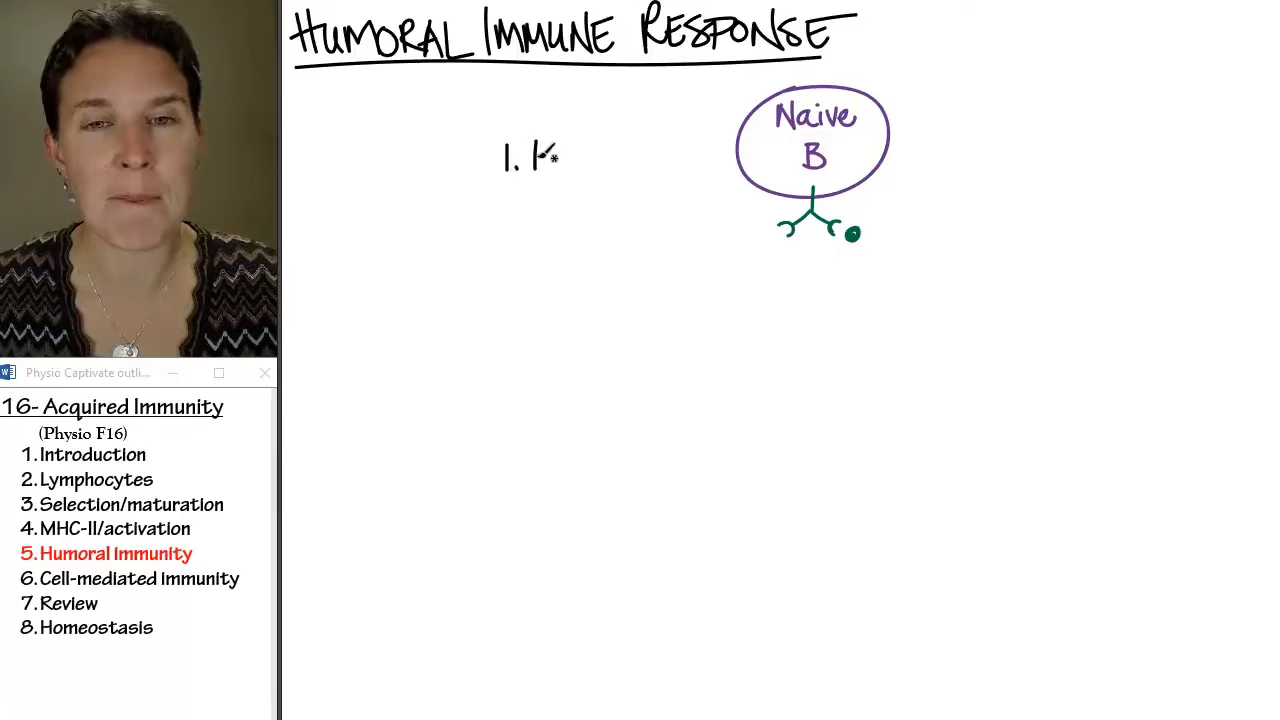 HUMORAL IMMUNE RESPONSE
Naive
B
1.
Physio Captivate outli...
16- Acquired Immunity
(Physio F16)
1. Introduction
2. Lymphocytes
3. Selection/maturation
4. MHC-II/activation
5. Humoral immunity
6. Cell-mediated immunity
7. Review
8. Homeostasis